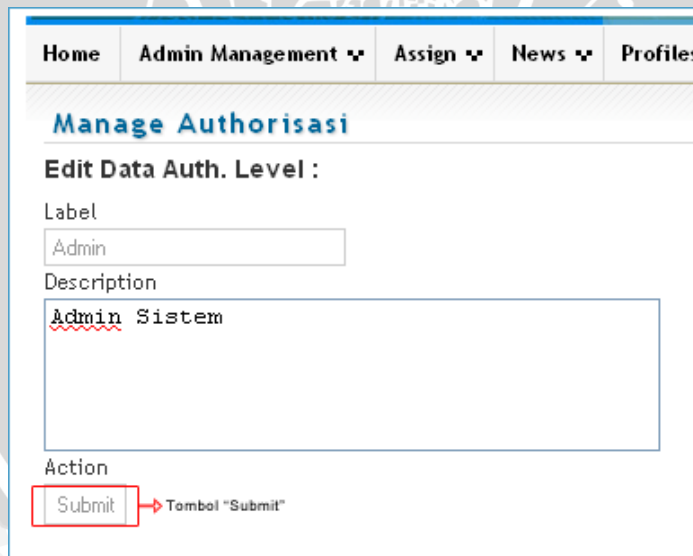 Home Admin Management Assign News Profiles
Manage Authorisasi
Edit Data Auth. Level :
Label
Admin
Description
Admin Sistem
Action
Submit Tombol "Submit"